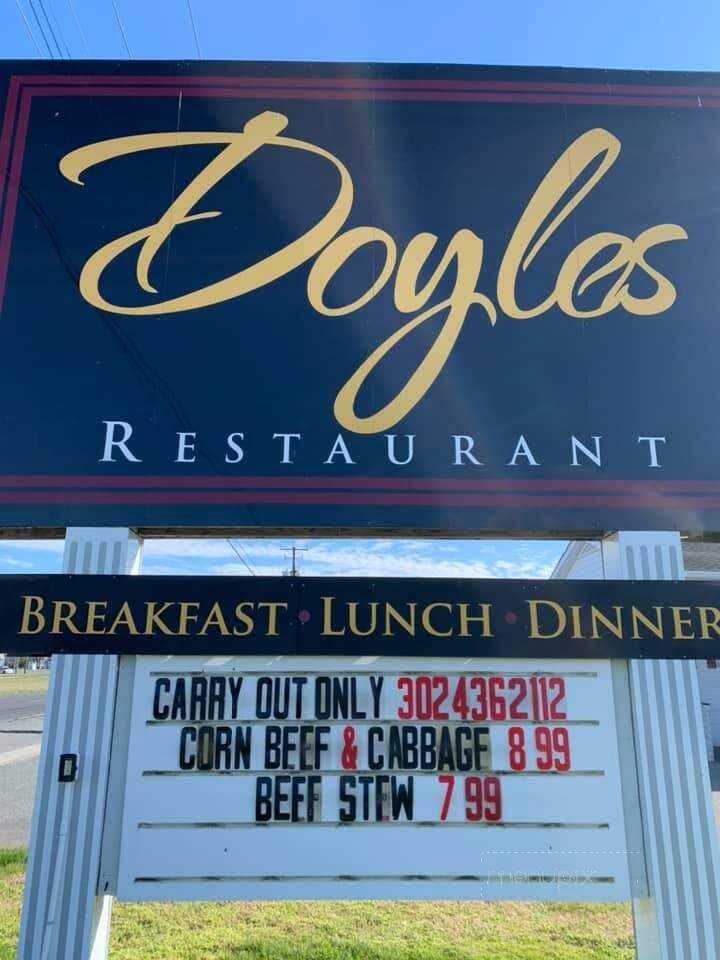 Doyles
RESTAURANT
BREAKFAST • LUNCH • DINNER
CARRY OUT ONLY 3024362112
CORN BEEF & CABBAGE 8 99
BEEF STEW 7 99